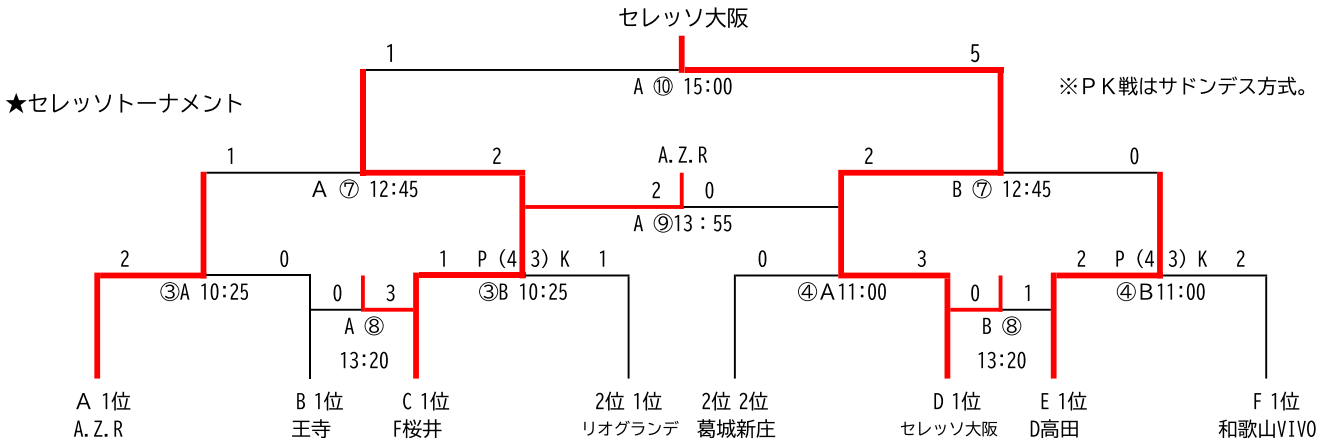 セレッソ大阪
1 5
A ⑩ 15:00
※ＰＫ戦はサドンデス方式。
★セレッソトーナメント
1 2 A.Z.R 2 0
A ⑦ 12:45
B ⑦ 12:45
2 0
A ⑨13：55
2 0 1 P (4 3) K 1 0 3 2 P (4 3) K 2
③A 10:25 ③B 10:25 ④A11:00 ④B11:00
0 3 0 1
A ⑧ B ⑧
13:20 13:20
A 1位 B 1位 C 1位 2位 1位 2位 2位 D 1位 E 1位 F 1位
A.Z.R 王寺 F桜井 リオグランデ 葛城新庄 セレッソ大阪 D高田 和歌山VIVO